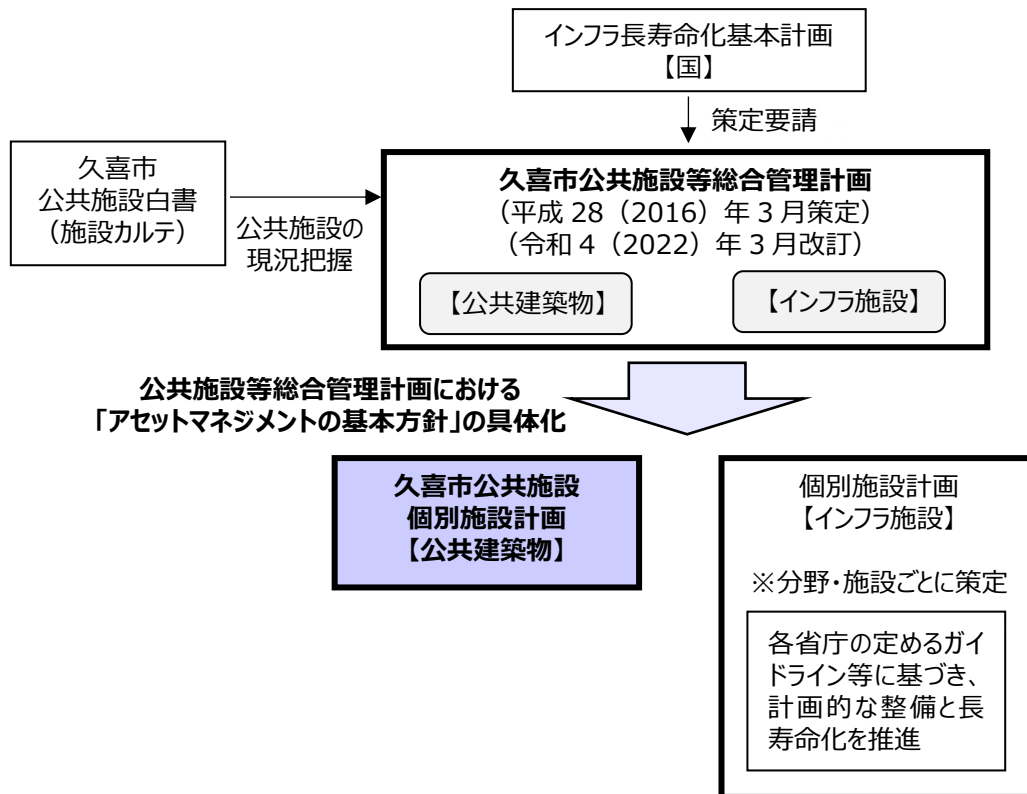 インフラ長寿命化基本計画
【国】
策定要請
久喜市
公共施設白書
（施設カルテ）
公共施設の
現況把握
久喜市公共施設等総合管理計画
（平成 28（2016）年 3 月策定）
（令和 4（2022）年 3 月改訂）
【公共建築物】
【インフラ施設】
公共施設等総合管理計画における
「アセットマネジメントの基本方針」の具体化
久喜市公共施設
個別施設計画
【公共建築物】
個別施設計画
【インフラ施設】
※分野・施設ごとに策定
各省庁の定めるガイ
ドライン等に基づき、
計画的な整備と長
寿命化を推進